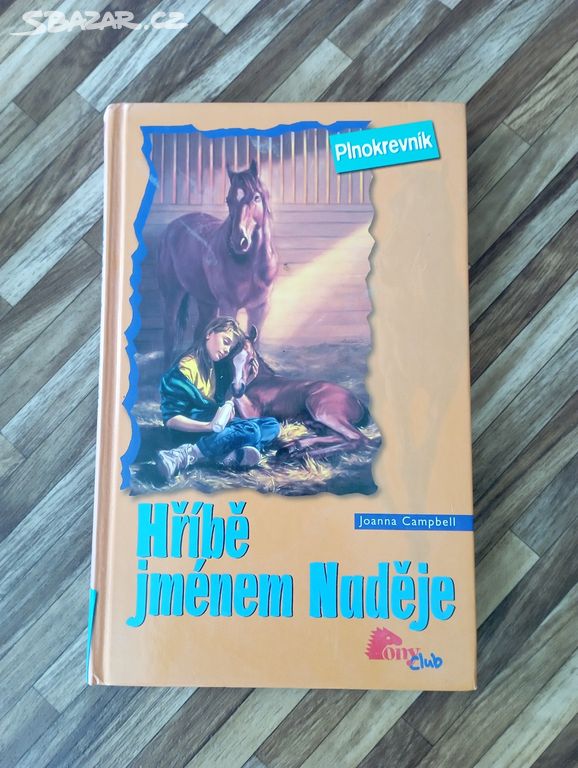 SBAZAR.CZ
Plnokrevník
Joanna Campbell
Hříbě
jménem Naděje
Pony
Club